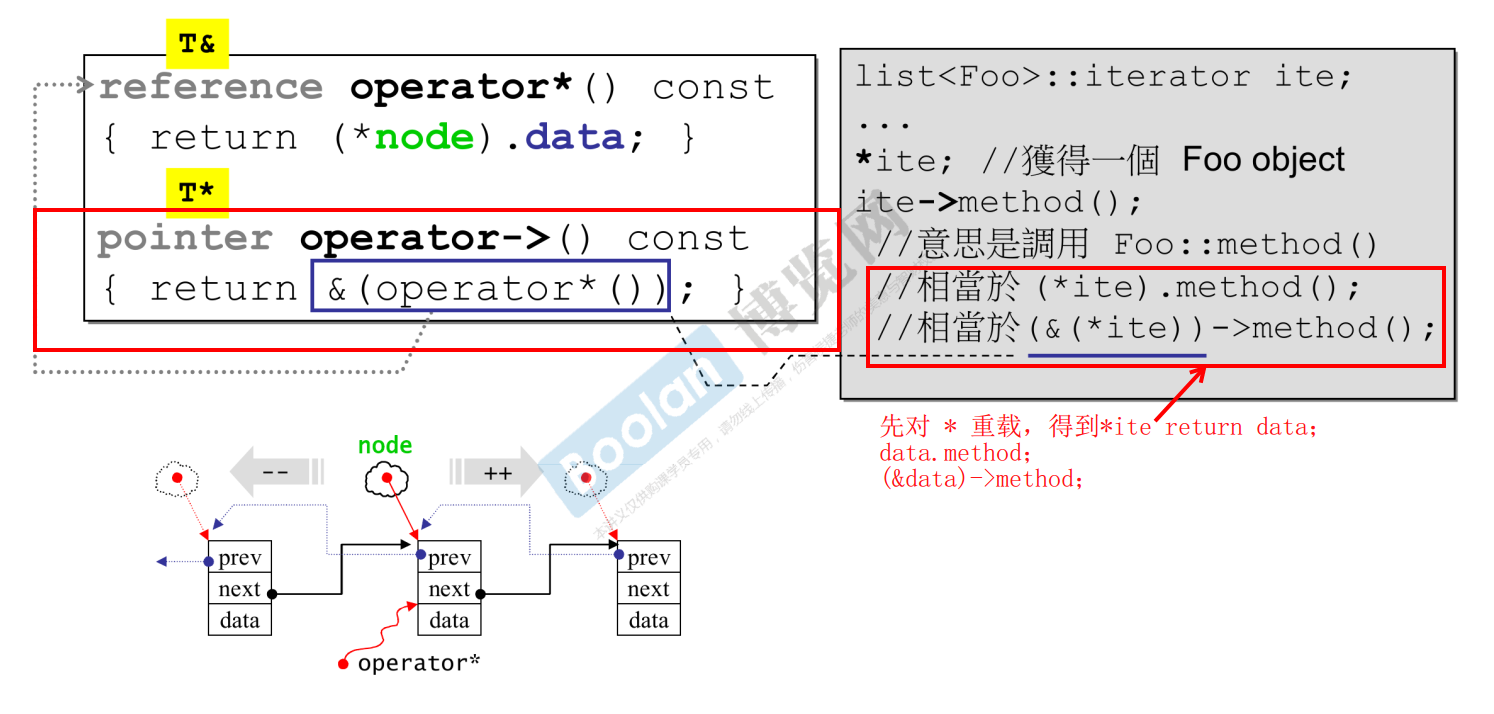 T&
reference operator*() const
{ return (*node).data; }
T*
pointer operator->() const
{ return &(operator*()); }
list<Foo>::iterator ite;
...
*ite; //獲得一個 Foo object
ite->method();
//意思是調用 Foo::method()
//相當於 (*ite).method();
//相當於(&(*ite))->method();
先对 * 重载，得到*ite return data；
data.method；
(&data)->method；
Boolan 博览网
node
--
++
prev
next
data
prev
next
data
prev
next
data
operator*